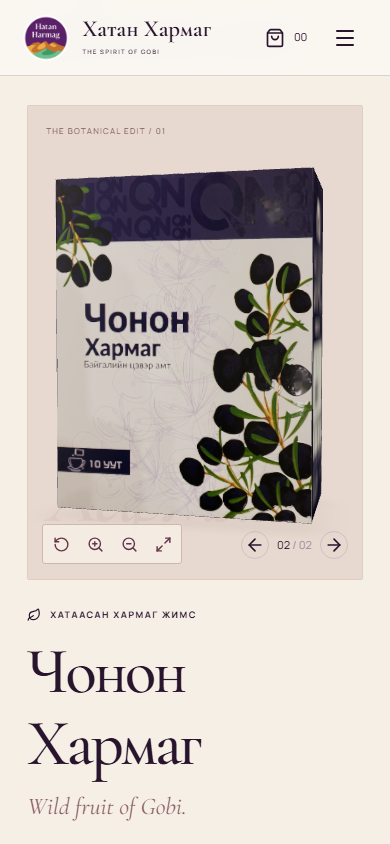 Hatan
Harmag
Хатан Хармаг
THE SPIRIT OF GOBI
00
THE BOTANICAL EDIT / 01
QN
Чонон
Хармаг
Байгалийн цэвэр амт
10 УУТ
02 / 02
ХАТААСАН ХАРМАГ ЖИМС
Чонон
Хармаг
Wild fruit of Gobi.